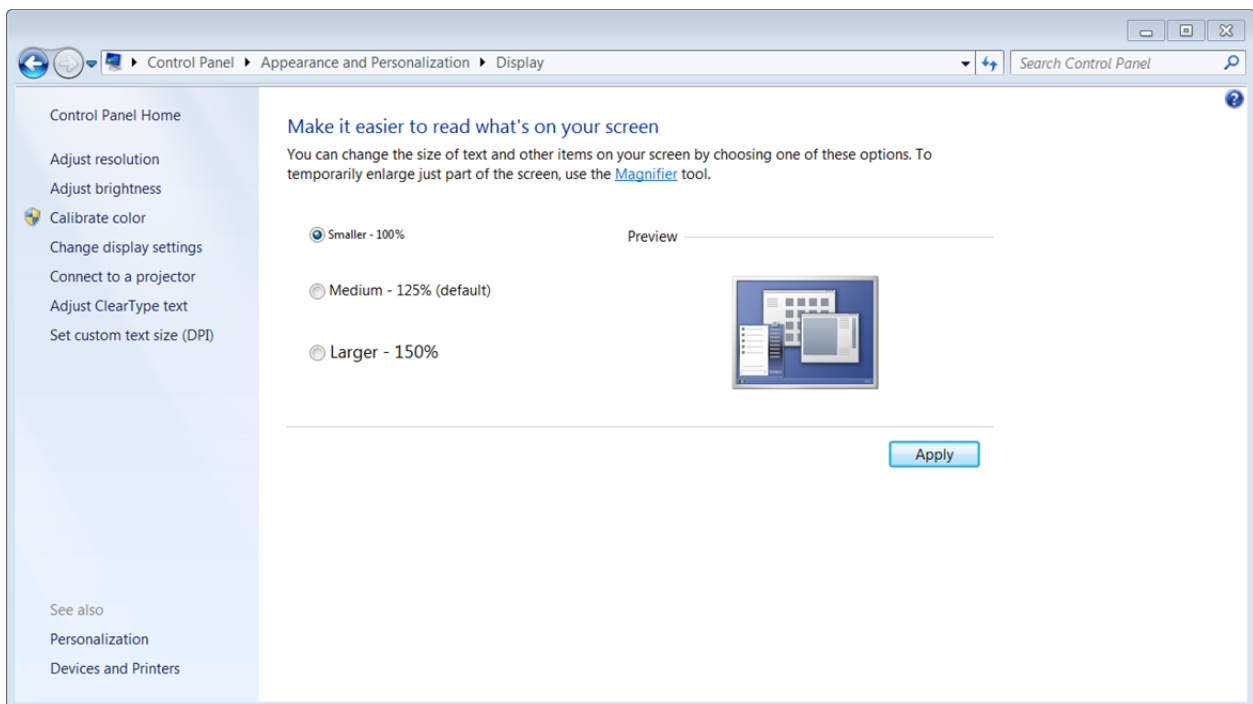 Control Panel
Appearance and Personalization
Display
Search Control Panel
Control Panel Home
Adjust resolution
Adjust brightness
Calibrate color
Change display settings
Connect to a projector
Adjust ClearType text
Set custom text size (DPI)
See also
Personalization
Devices and Printers
Make it easier to read what's on your screen
You can change the size of text and other items on your screen by choosing one of these options. To
temporarily enlarge just part of the screen, use the Magnifier tool.
Smaller - 100%
Medium - 125% (default)
Larger - 150%
Preview
Apply